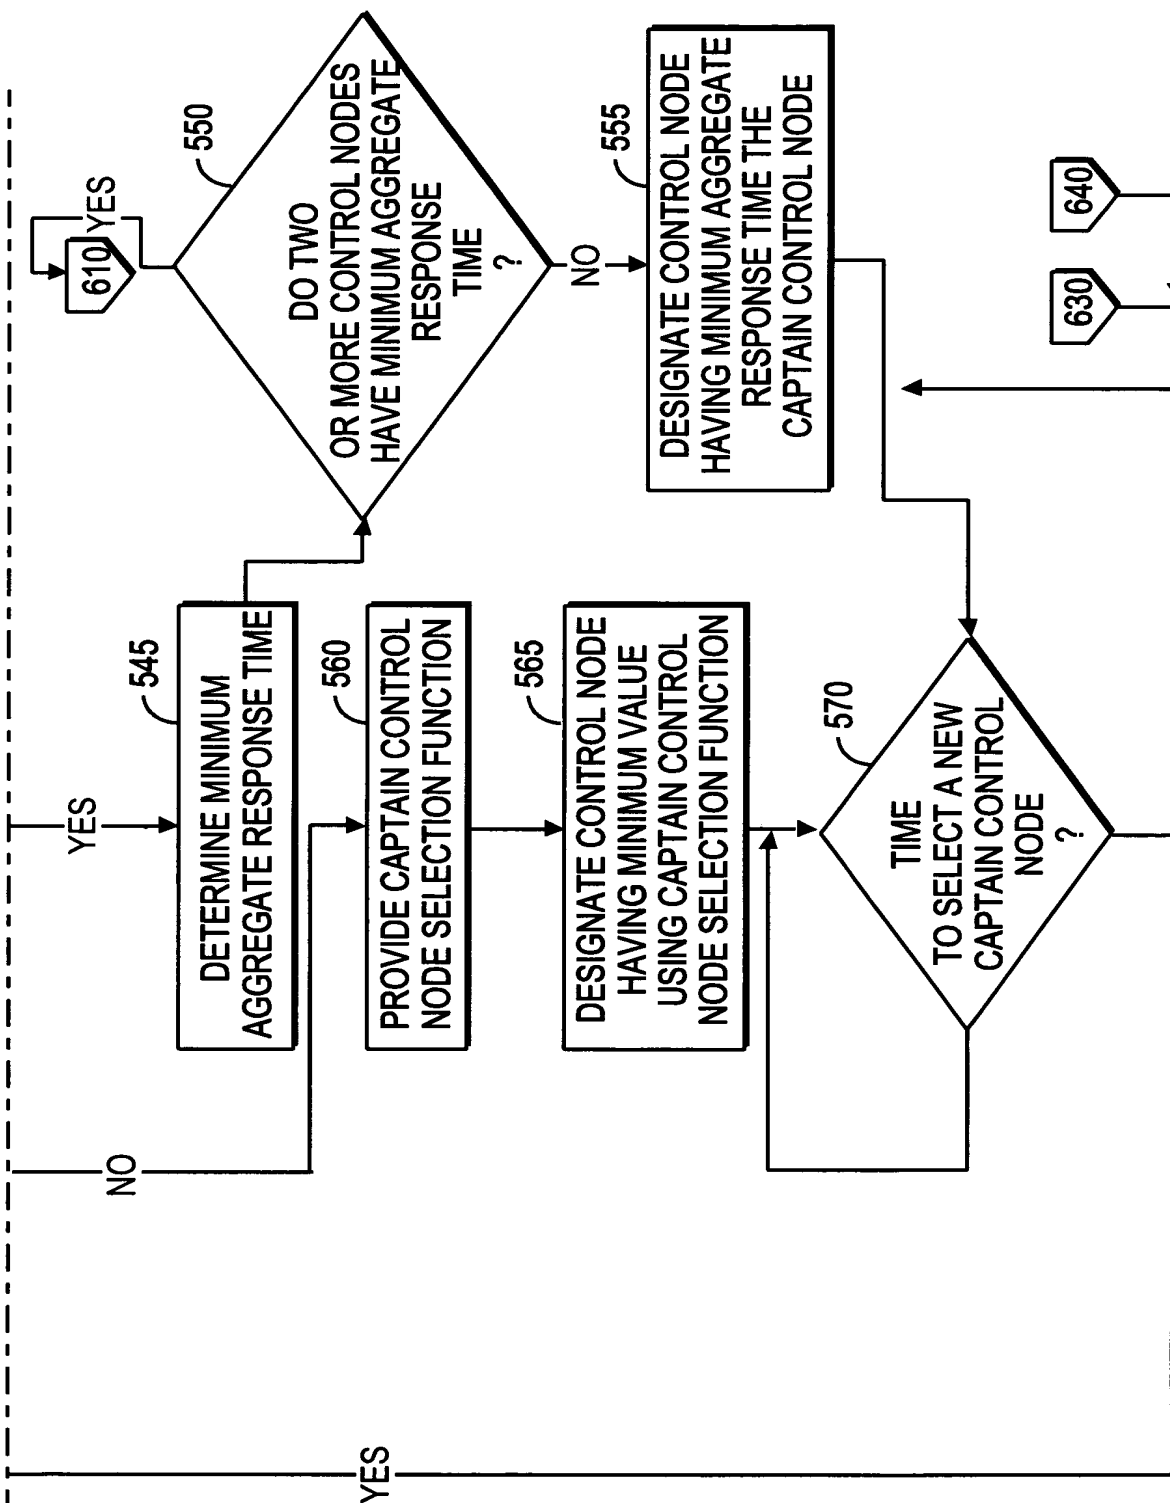 YES
NO
YES
545
DETERMINE MINIMUM
AGGREGATE RESPONSE TIME
610
YES
550
DO TWO
OR MORE CONTROL NODES
HAVE MINIMUM AGGREGATE
RESPONSE
TIME
?
NO
560
PROVIDE CAPTAIN CONTROL
NODE SELECTION FUNCTION
565
DESIGNATE CONTROL NODE
HAVING MINIMUM VALUE
USING CAPTAIN CONTROL
NODE SELECTION FUNCTION
555
DESIGNATE CONTROL NODE
HAVING MINIMUM AGGREGATE
RESPONSE TIME THE
CAPTAIN CONTROL NODE
570
TIME
TO SELECT A NEW
CAPTAIN CONTROL
NODE
?
630
640